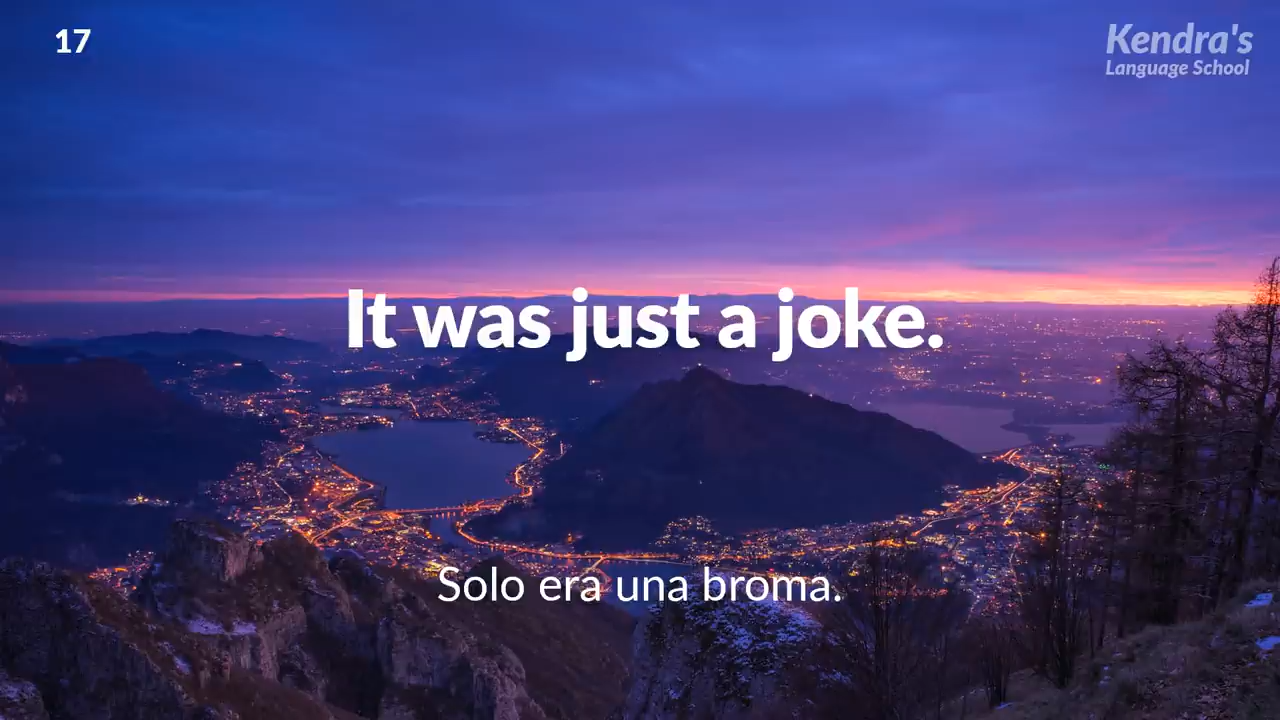 17
Kendra's
Language School
It was just a joke.
Solo era una broma.